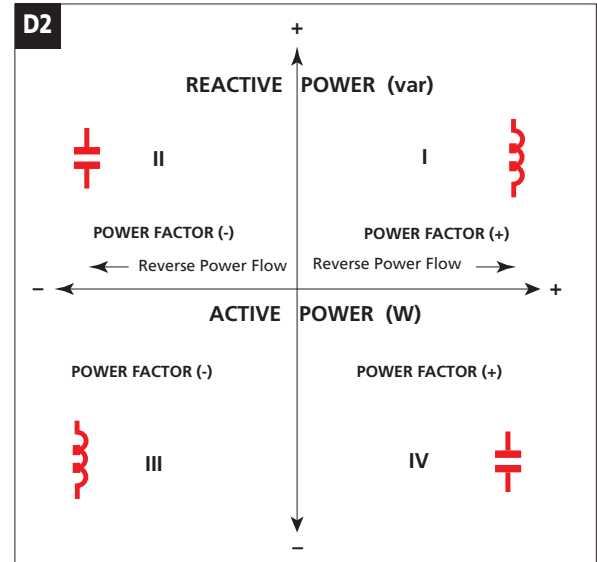 D2
+
REACTIVE POWER (var)
II
I
POWER FACTOR (-)
POWER FACTOR (+)
Reverse Power Flow
Reverse Power Flow
–
+
ACTIVE POWER (W)
POWER FACTOR (-)
POWER FACTOR (+)
III
IV
–